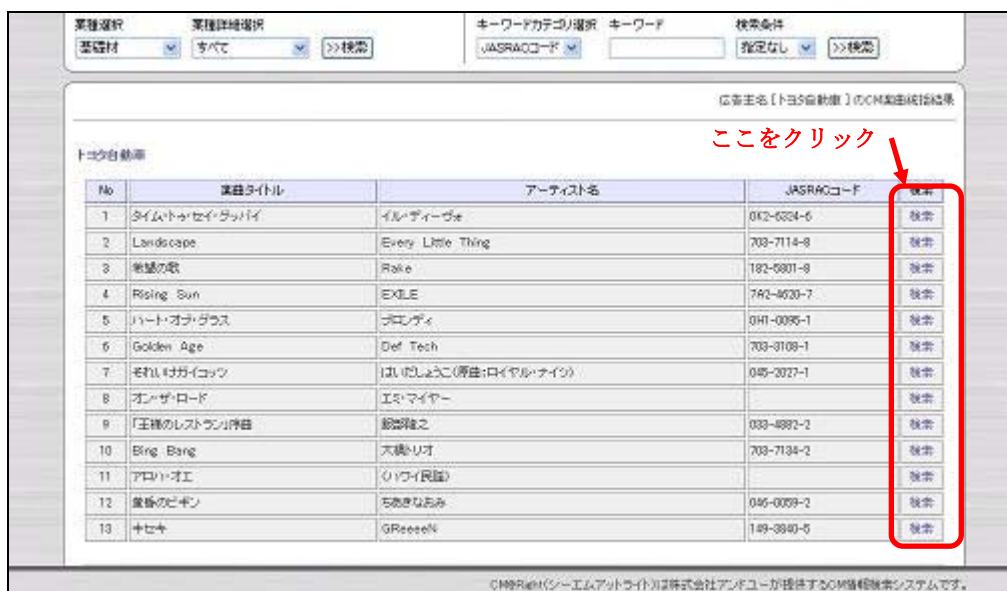 業種選択 業種詳細選択 キーワードカテゴリ選択 キーワード 検索条件
基礎材 すべて >>検索 JASRACコード 指定なし >>検索
広告主名 [トヨタ自動車 ] のCM楽曲統括結果
ここをクリック
トヨタ自動車
No 楽曲タイトル アーティスト名 JASRACコード 検索
1 タイム・トゥ・セイ・グッバイ イル・ディーヴォ 0K2-6324-6 検索
2 Landscape Every Little Thing 703-7114-8 検索
3 希望の歌 Rake 182-5801-8 検索
4 Rising Sun EXILE 7A2-4620-7 検索
5 ハート・オブ・グラス ブロンディ 0H1-0095-1 検索
6 Golden Age Def Tech 703-3108-1 検索
7 それいけガイコッツ はいだしょうこ(原曲:ロイヤル・ナイツ) 045-2027-1 検索
8 オン・ザ・ロード エミ・マイヤー 検索
9 「王様のレストラン」序曲 服部隆之 033-4882-2 検索
10 Bing Bang 大橋トリオ 703-7134-2 検索
11 アロハ・オエ (ハワイ民謡) 検索
12 黄昏のビギン ちあきなおみ 046-0059-2 検索
13 キセキ GReeeeN 149-3840-5 検索
CM@Right(シーエムアットライト)は株式会社アンドユーが提供するCM情報検索システムです。